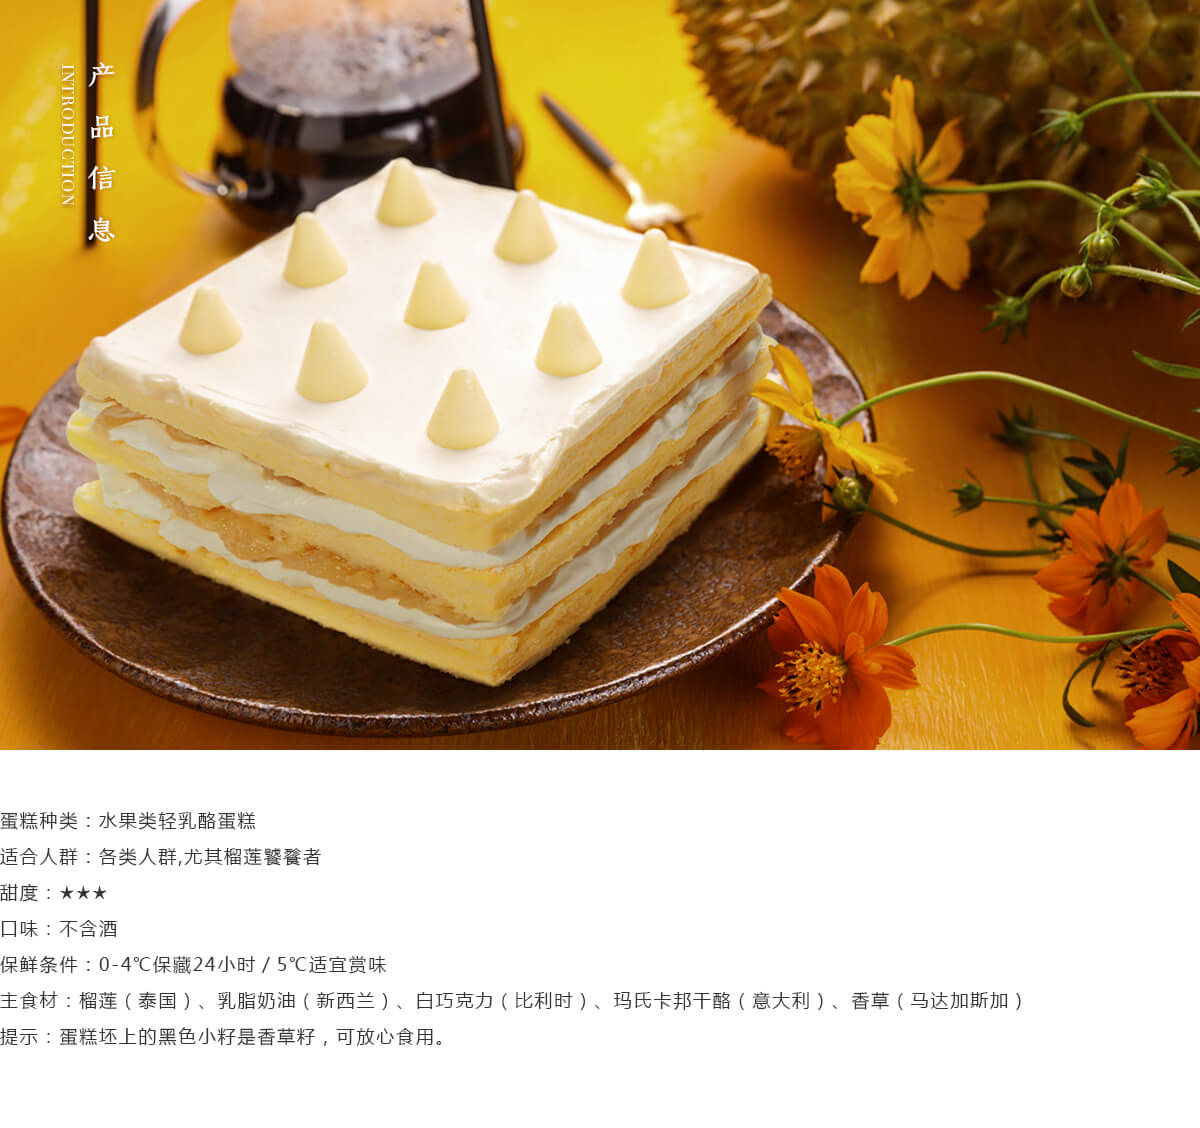 产品信息
INTRODUCTION
蛋糕种类：水果类轻乳酪蛋糕
适合人群：各类人群,尤其榴莲饕餮者
甜度：★★★
口味：不含酒
保鲜条件：0-4℃保藏24小时 / 5℃适宜赏味
主食材：榴莲（泰国）、乳脂奶油（新西兰）、白巧克力（比利时）、玛氏卡邦干酪（意大利）、香草（马达加斯加）
提示：蛋糕坯上的黑色小籽是香草籽，可放心食用。